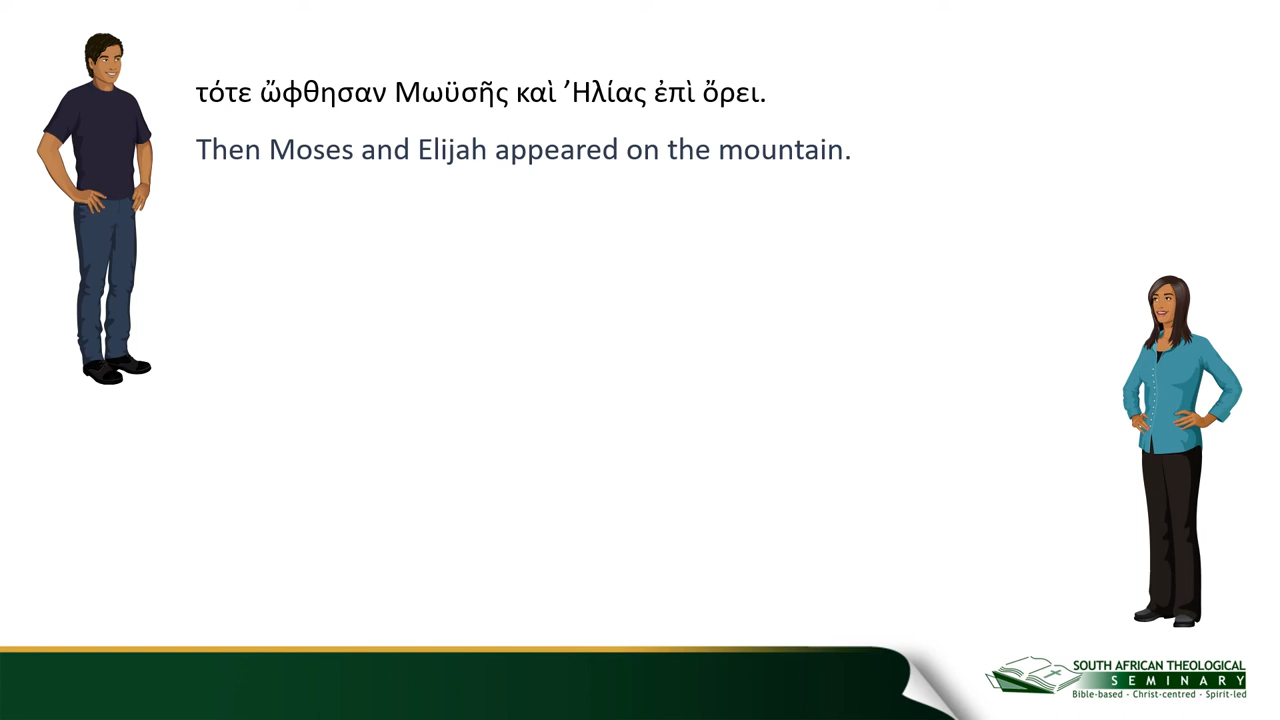 τότε ὤφθησαν Μωϋσῆς καὶ ʼΗλίας ἐπὶ ὄρει.
Then Moses and Elijah appeared on the mountain.
SOUTH AFRICAN THEOLOGICAL
SEMINARY
Bible-based - Christ-centred - Spirit-led